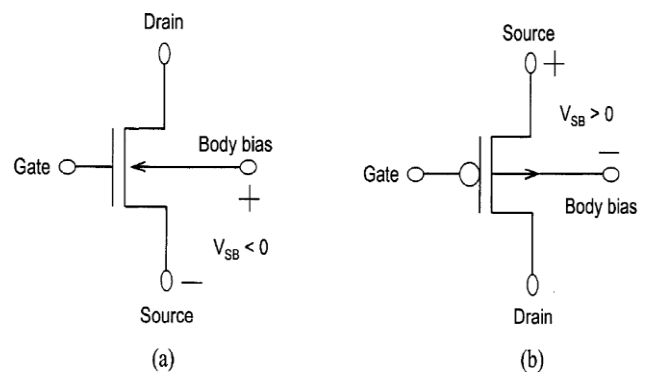 Drain
Gate
Body bias
+
V_SB < 0
−
Source
(a)
Source
+
V_SB > 0
−
Gate
Body bias
Drain
(b)